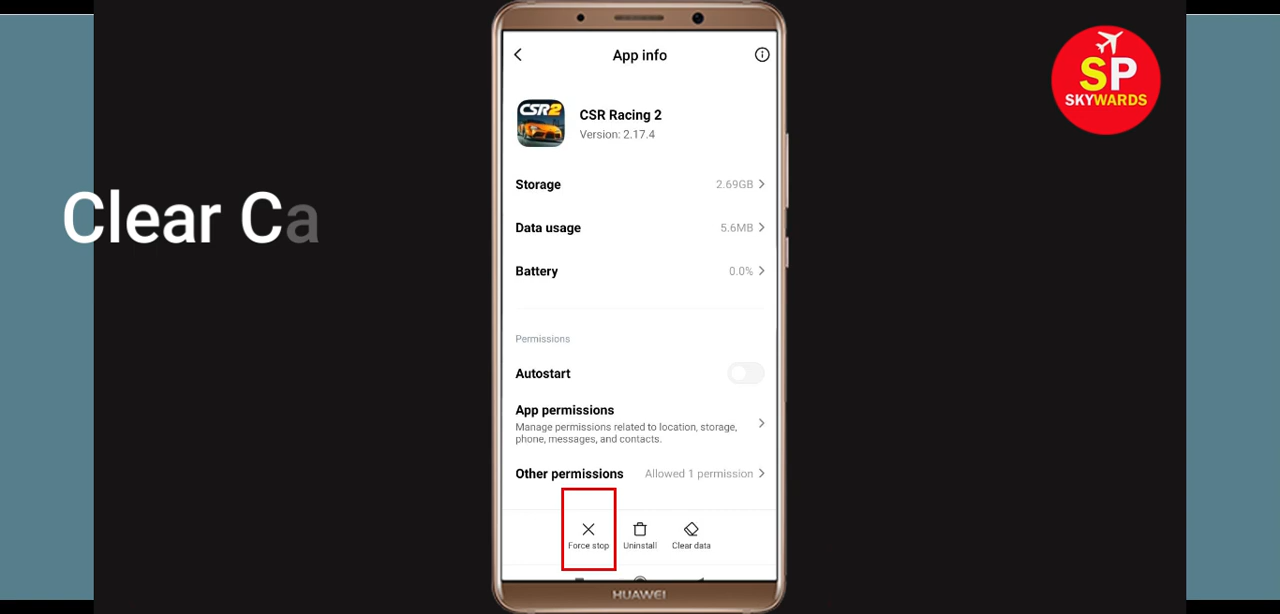 App info
SP
SKYWARDS
CSR2
CSR Racing 2
Version: 2.17.4
Storage 2.69GB
Clear Ca
Data usage 5.6MB
Battery 0.0%
Permissions
Autostart
App permissions
Manage permissions related to location, storage,
phone, messages, and contacts.
Other permissions Allowed 1 permission
Force stop Uninstall Clear data
HUAWEI